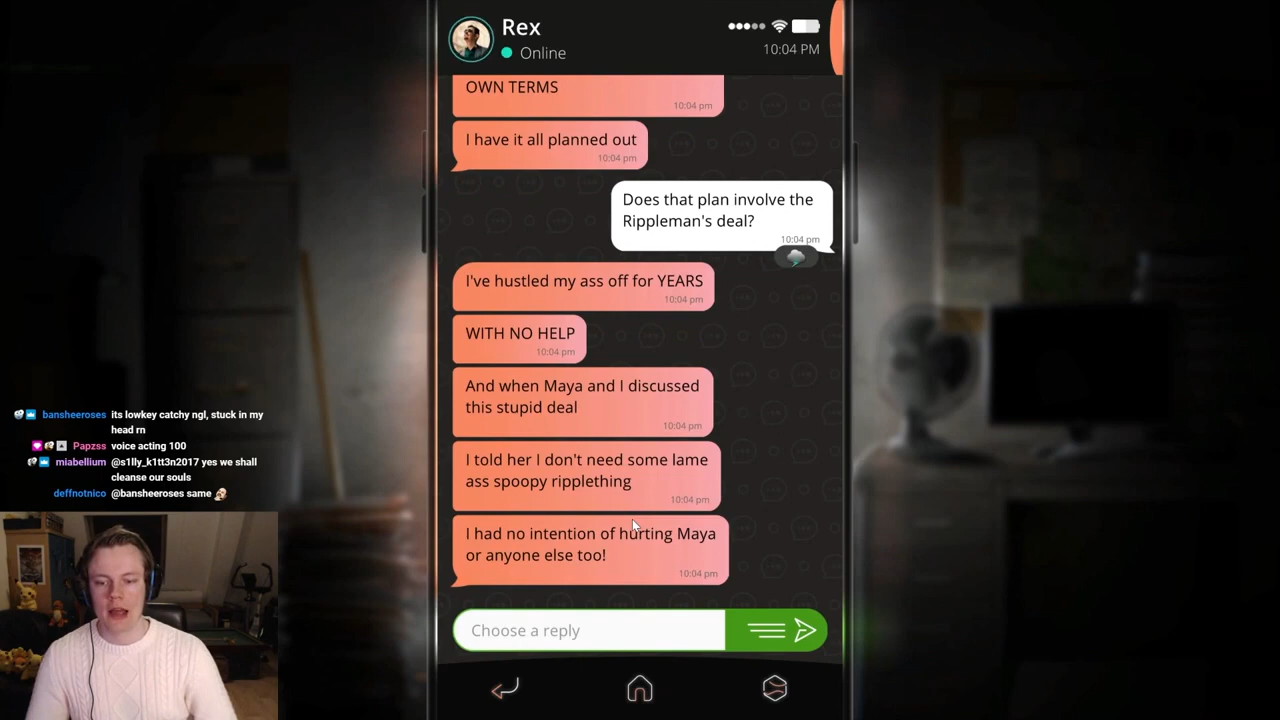 Rex
Online
10:04 PM
OWN TERMS
10:04 pm
I have it all planned out
10:04 pm
Does that plan involve the
Rippleman's deal?
10:04 pm
I've hustled my ass off for YEARS
10:04 pm
WITH NO HELP
10:04 pm
And when Maya and I discussed
this stupid deal
10:04 pm
I told her I don't need some lame
ass spoopy ripplething
10:04 pm
I had no intention of hurting Maya
or anyone else too!
10:04 pm
Choose a reply
bansheeroses its lowkey catchy ngl, stuck in my
head rn
Papzss voice acting 100
miabellium @s1lly_k1tt3n2017 yes we shall
cleanse our souls
deffnotnico @bansheeroses same